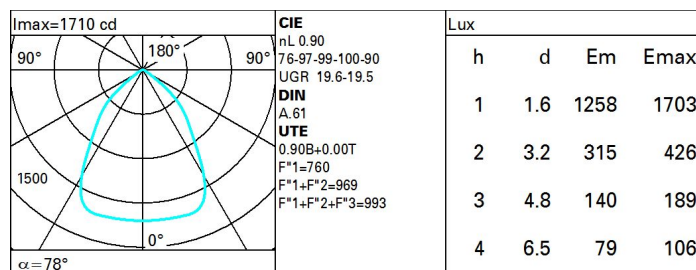 Imax=1710 cd
90° 180° 90°
1500
0°
α=78°
CIE
nL 0.90
76-97-99-100-90
UGR 19.6-19.5
DIN
A.61
UTE
0.90B+0.00T
F"1=760
F"1+F"2=969
F"1+F"2+F"3=993
Lux
h d Em Emax
1 1.6 1258 1703
2 3.2 315 426
3 4.8 140 189
4 6.5 79 106